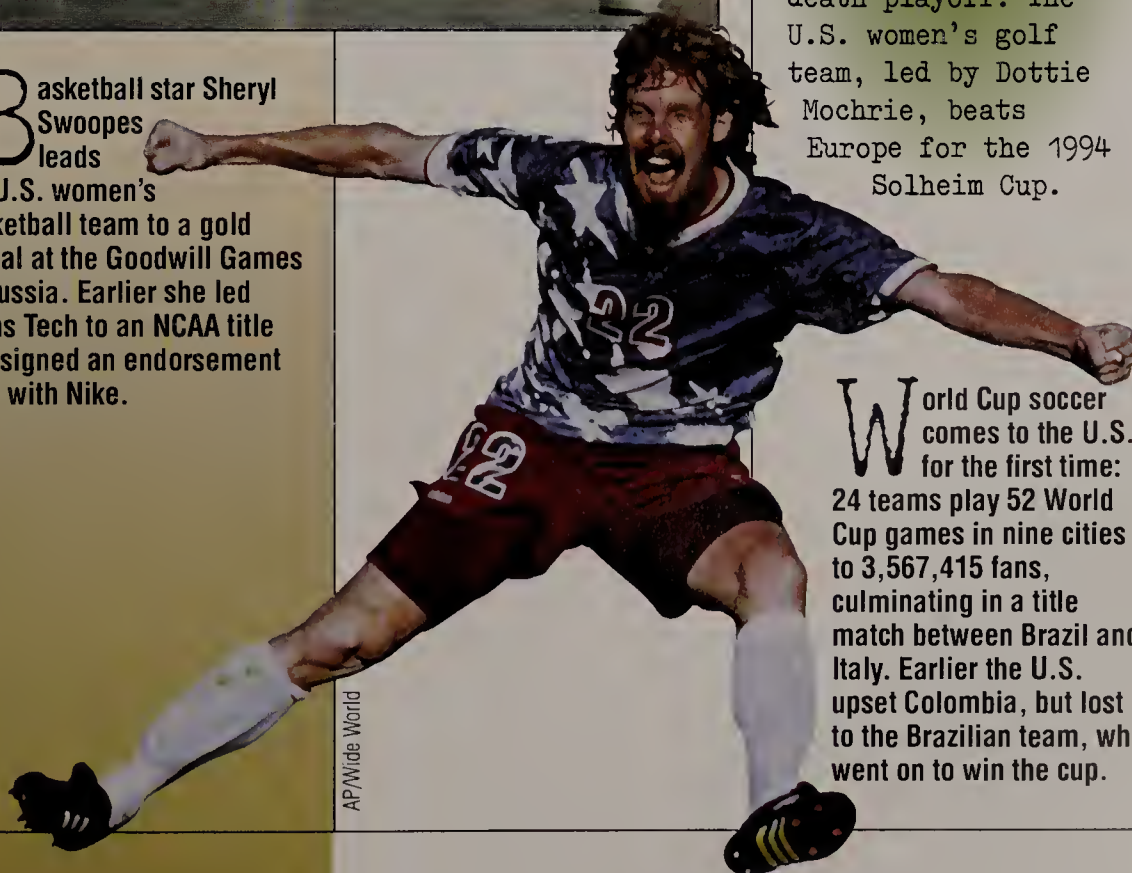 Basketball star Sheryl
Swoopes
leads
U.S. women's
ketball team to a gold
al at the Goodwill Games
ussia. Earlier she led
s Tech to an NCAA title
signed an endorsement
with Nike.
death playoff. The
U.S. women's golf
team, led by Dottie
Mochrie, beats
Europe for the 1994
Solheim Cup.
22
22
World Cup soccer
comes to the U.S.
for the first time:
24 teams play 52 World
Cup games in nine cities
to 3,567,415 fans,
culminating in a title
match between Brazil and
Italy. Earlier the U.S.
upset Colombia, but lost
to the Brazilian team, wh
went on to win the cup.
AP/Wide World